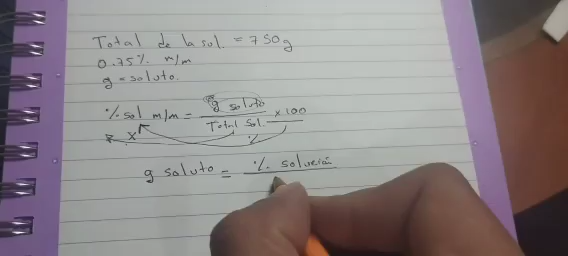 Total de la sol. = 750g
0.75% m/m
g = soluto.
% sol m/m = g soluto / Total Sol. × 100
x %
g soluto = % solución